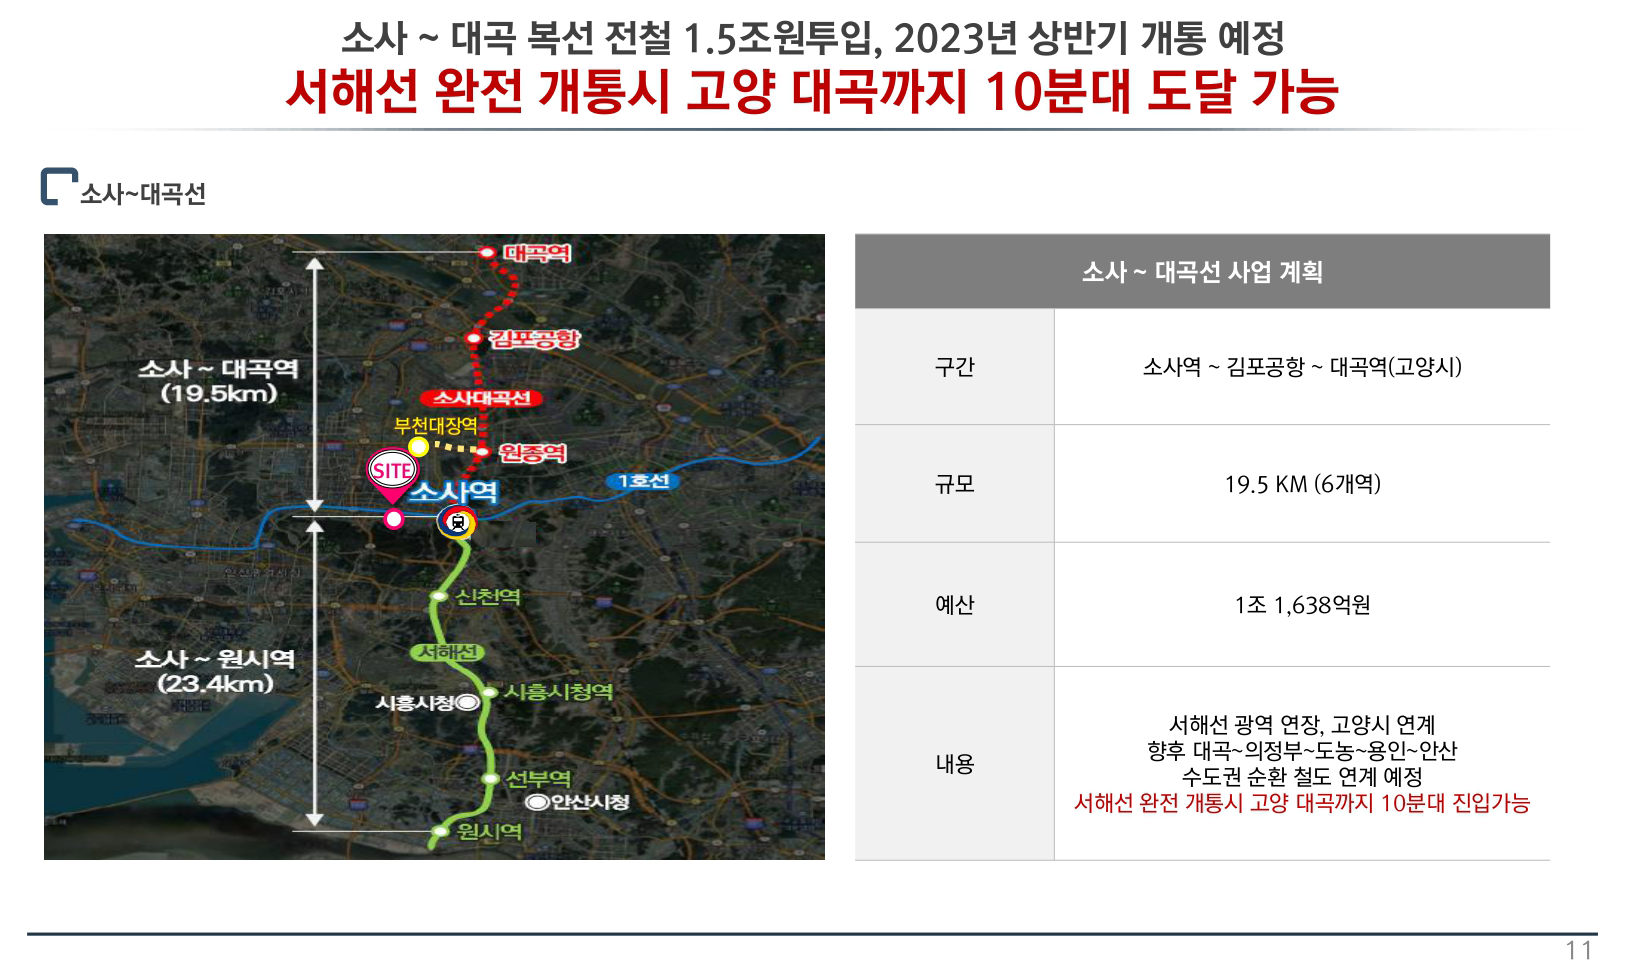 소사 ~ 대곡 복선 전철 1.5조원투입, 2023년 상반기 개통 예정
서해선 완전 개통시 고양 대곡까지 10분대 도달 가능
소사~대곡선
대곡역
김포공항
소사 ~ 대곡역
(19.5km)
소사대곡선
부천대장역
원종역
SITE
소사역
1호선
신천역
서해선
소사 ~ 원시역
(23.4km)
시흥시청역
시흥시청
선부역
안산시청
원시역
소사 ~ 대곡선 사업 계획
구간
소사역 ~ 김포공항 ~ 대곡역(고양시)
규모
19.5 KM (6개역)
예산
1조 1,638억원
내용
서해선 광역 연장, 고양시 연계
향후 대곡~의정부~도농~용인~안산
수도권 순환 철도 연계 예정
서해선 완전 개통시 고양 대곡까지 10분대 진입가능
11